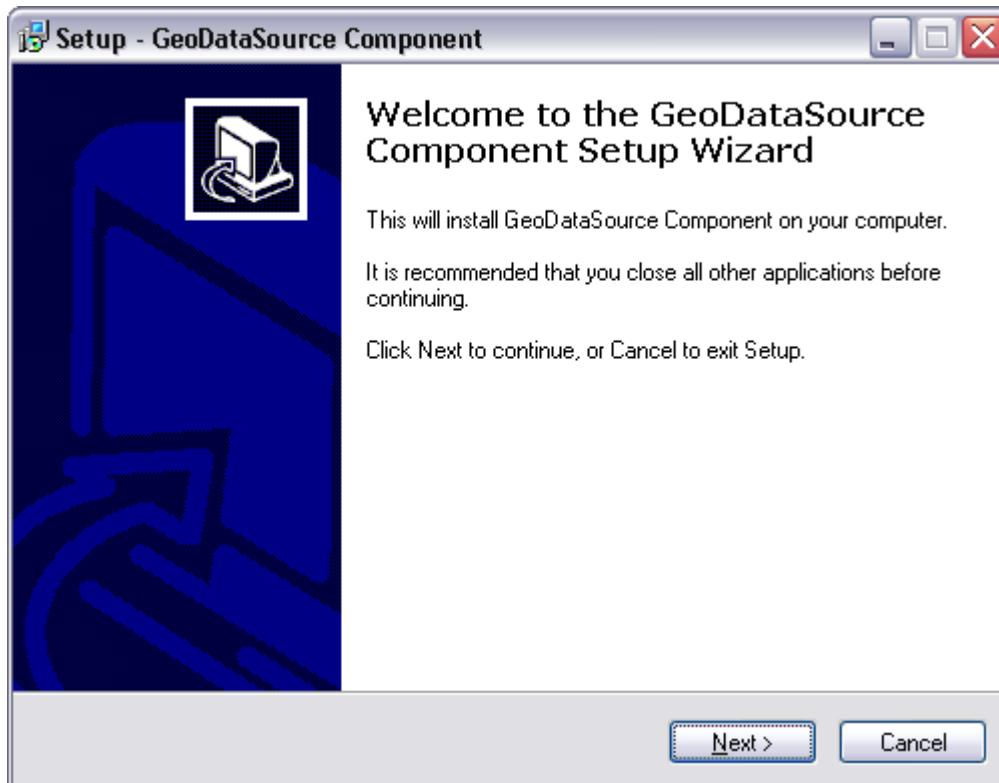 Setup - GeoDataSource Component
Welcome to the GeoDataSource
Component Setup Wizard
This will install GeoDataSource Component on your computer.
It is recommended that you close all other applications before
continuing.
Click Next to continue, or Cancel to exit Setup.
Next >
Cancel